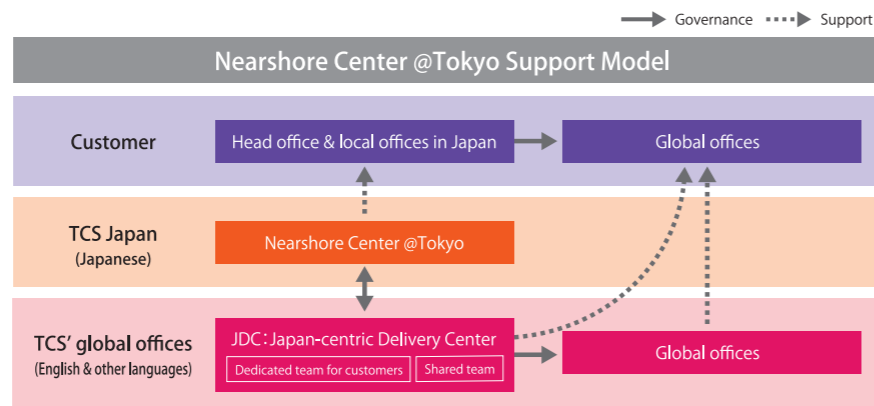 Governance
Support
Nearshore Center @Tokyo Support Model
Customer
Head office & local offices in Japan
Global offices
TCS Japan
(Japanese)
Nearshore Center @Tokyo
TCS’ global offices
(English & other languages)
JDC：Japan-centric Delivery Center
Dedicated team for customers
Shared team
Global offices